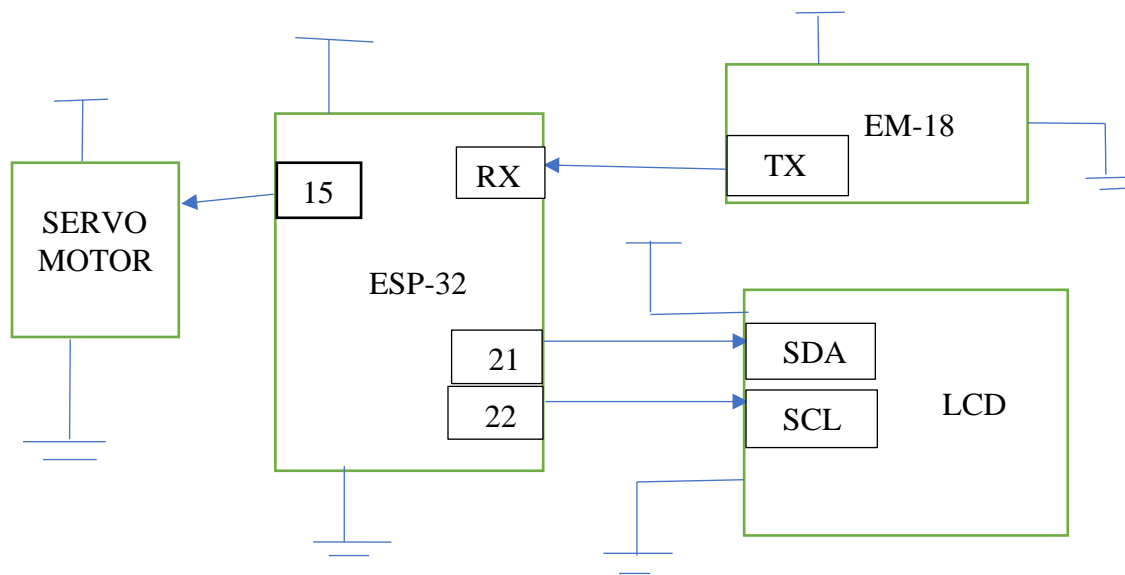 EM-18
TX
RX
15
SERVO
MOTOR
ESP-32
21
22
SDA
SCL
LCD